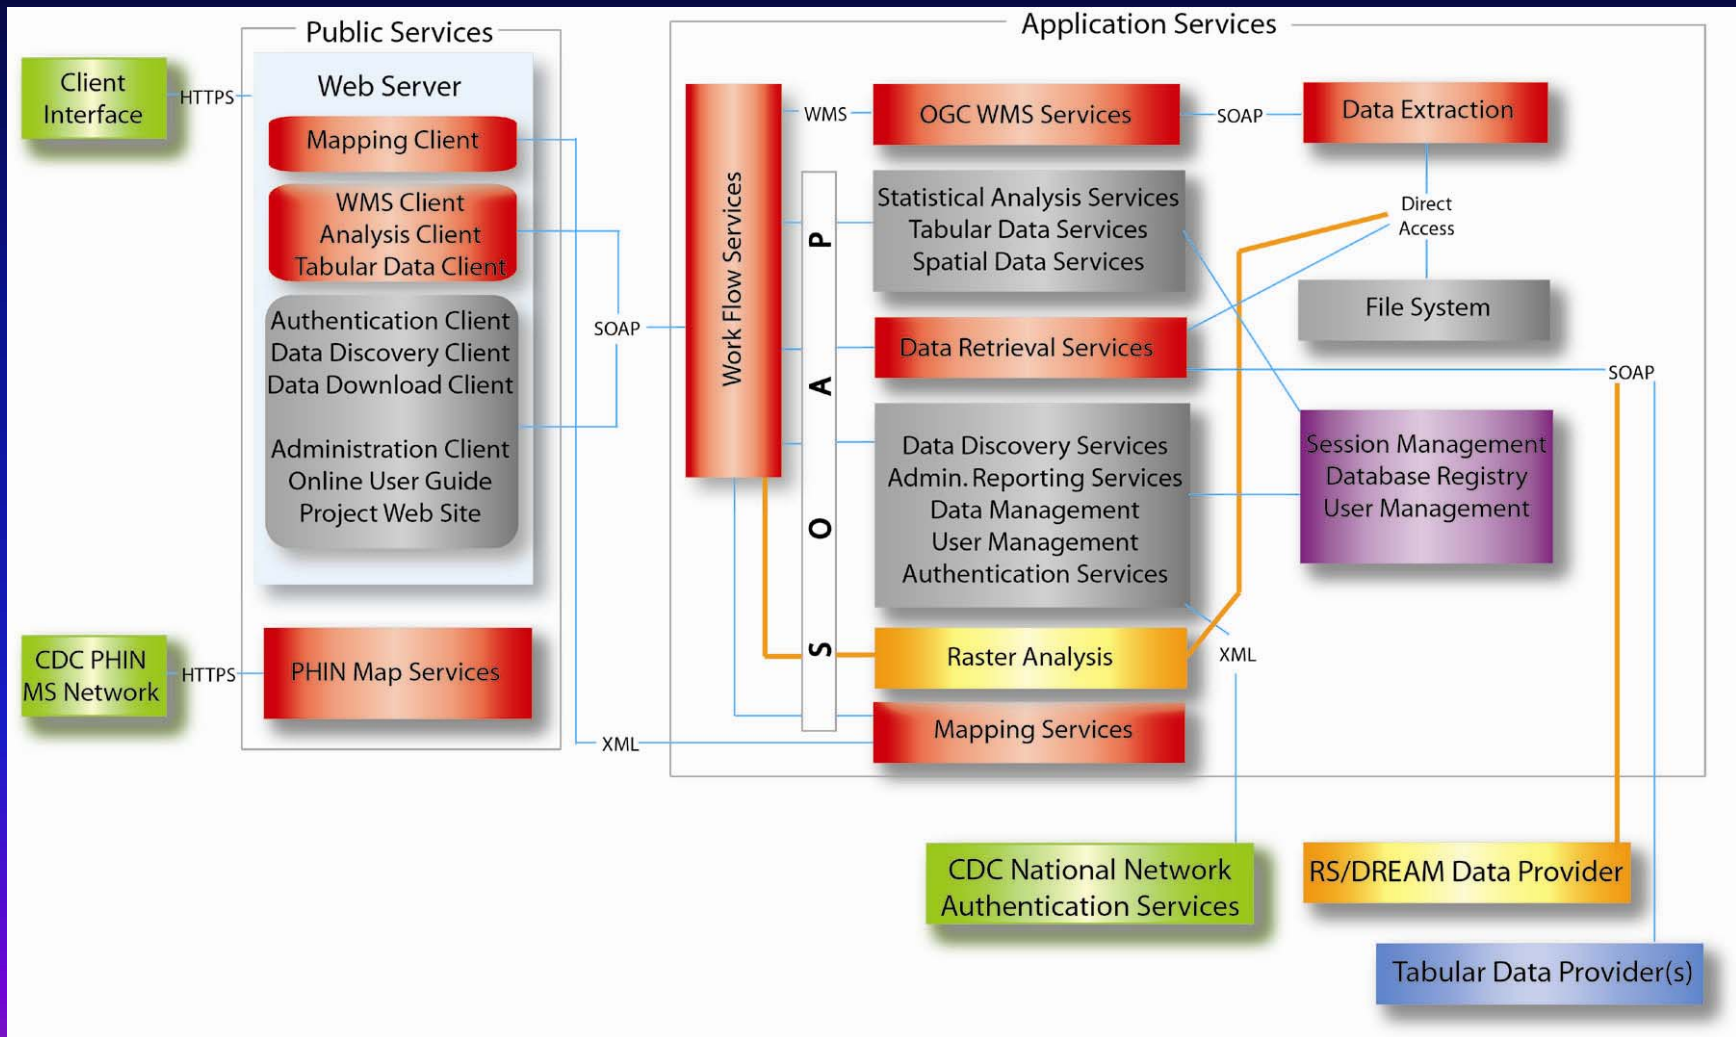 Public Services
Application Services
Client
Interface
HTTPS
Web Server
Mapping Client
WMS Client
Analysis Client
Tabular Data Client
Authentication Client
Data Discovery Client
Data Download Client
Administration Client
Online User Guide
Project Web Site
CDC PHIN
MS Network
HTTPS
PHIN Map Services
SOAP
XML
Work Flow Services
WMS
SOAP
OGC WMS Services
SOAP
Data Extraction
Statistical Analysis Services
Tabular Data Services
Spatial Data Services
Direct
Access
File System
Data Retrieval Services
SOAP
Data Discovery Services
Admin. Reporting Services
Data Management
User Management
Authentication Services
Session Management
Database Registry
User Management
Raster Analysis
XML
Mapping Services
CDC National Network
Authentication Services
RS/DREAM Data Provider
Tabular Data Provider(s)